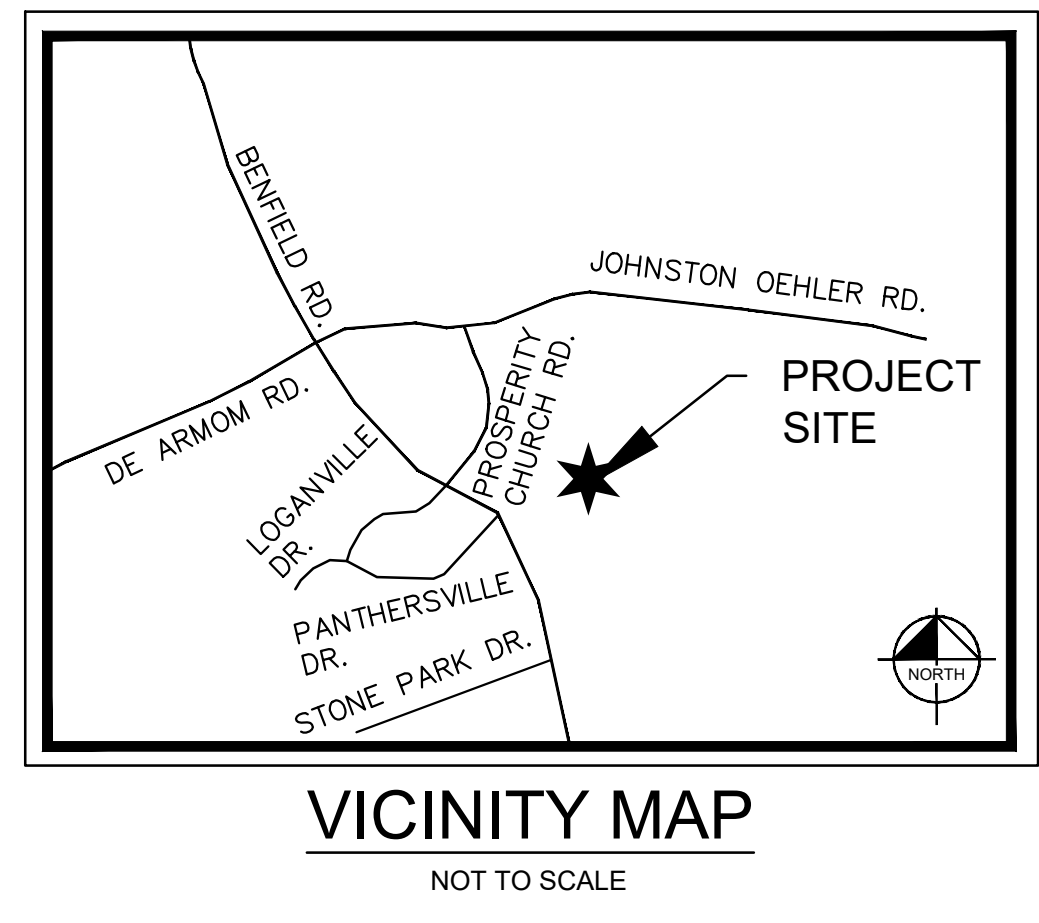 BENFIELD RD.
JOHNSTON OEHLER RD.
PROSPERITY
CHURCH RD.
PROJECT
SITE
DE ARMOM RD.
LOGANVILLE
DR.
PANTHERSVILLE
DR.
STONE PARK DR.
NORTH
VICINITY MAP
NOT TO SCALE